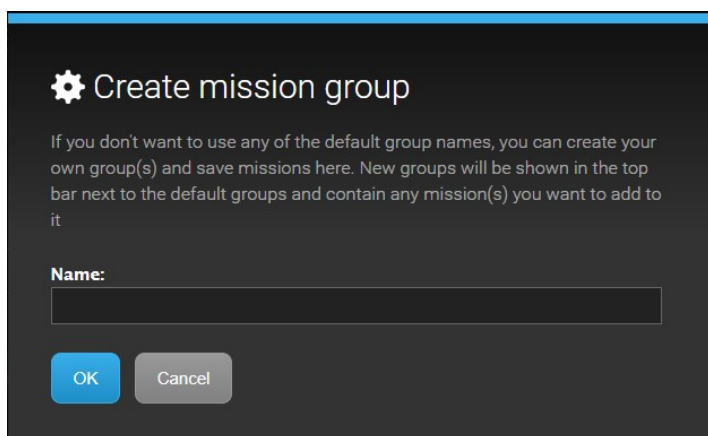 Create mission group
If you don't want to use any of the default group names, you can create your
own group(s) and save missions here. New groups will be shown in the top
bar next to the default groups and contain any mission(s) you want to add to
it
Name:
OK
Cancel